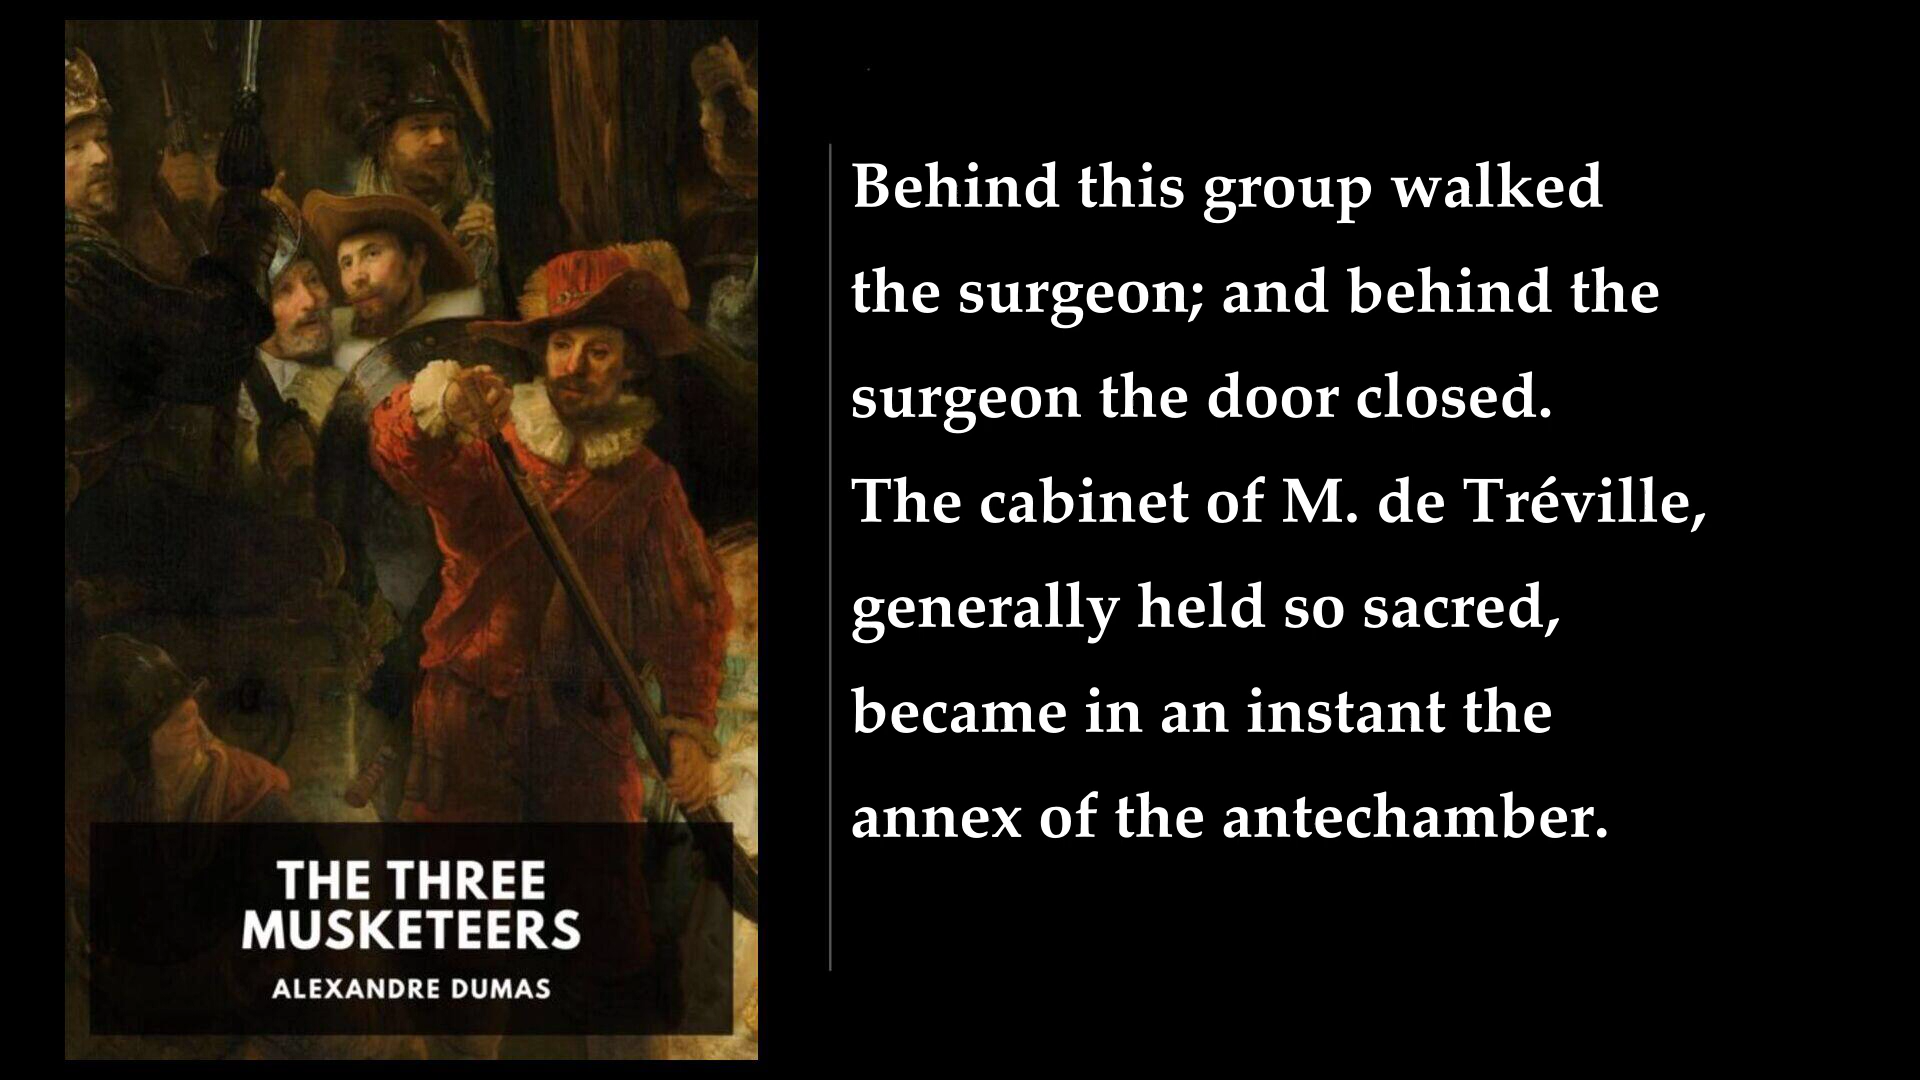 THE THREE
MUSKETEERS
ALEXANDRE DUMAS
Behind this group walked
the surgeon; and behind the
surgeon the door closed.
The cabinet of M. de Tréville,
generally held so sacred,
became in an instant the
annex of the antechamber.